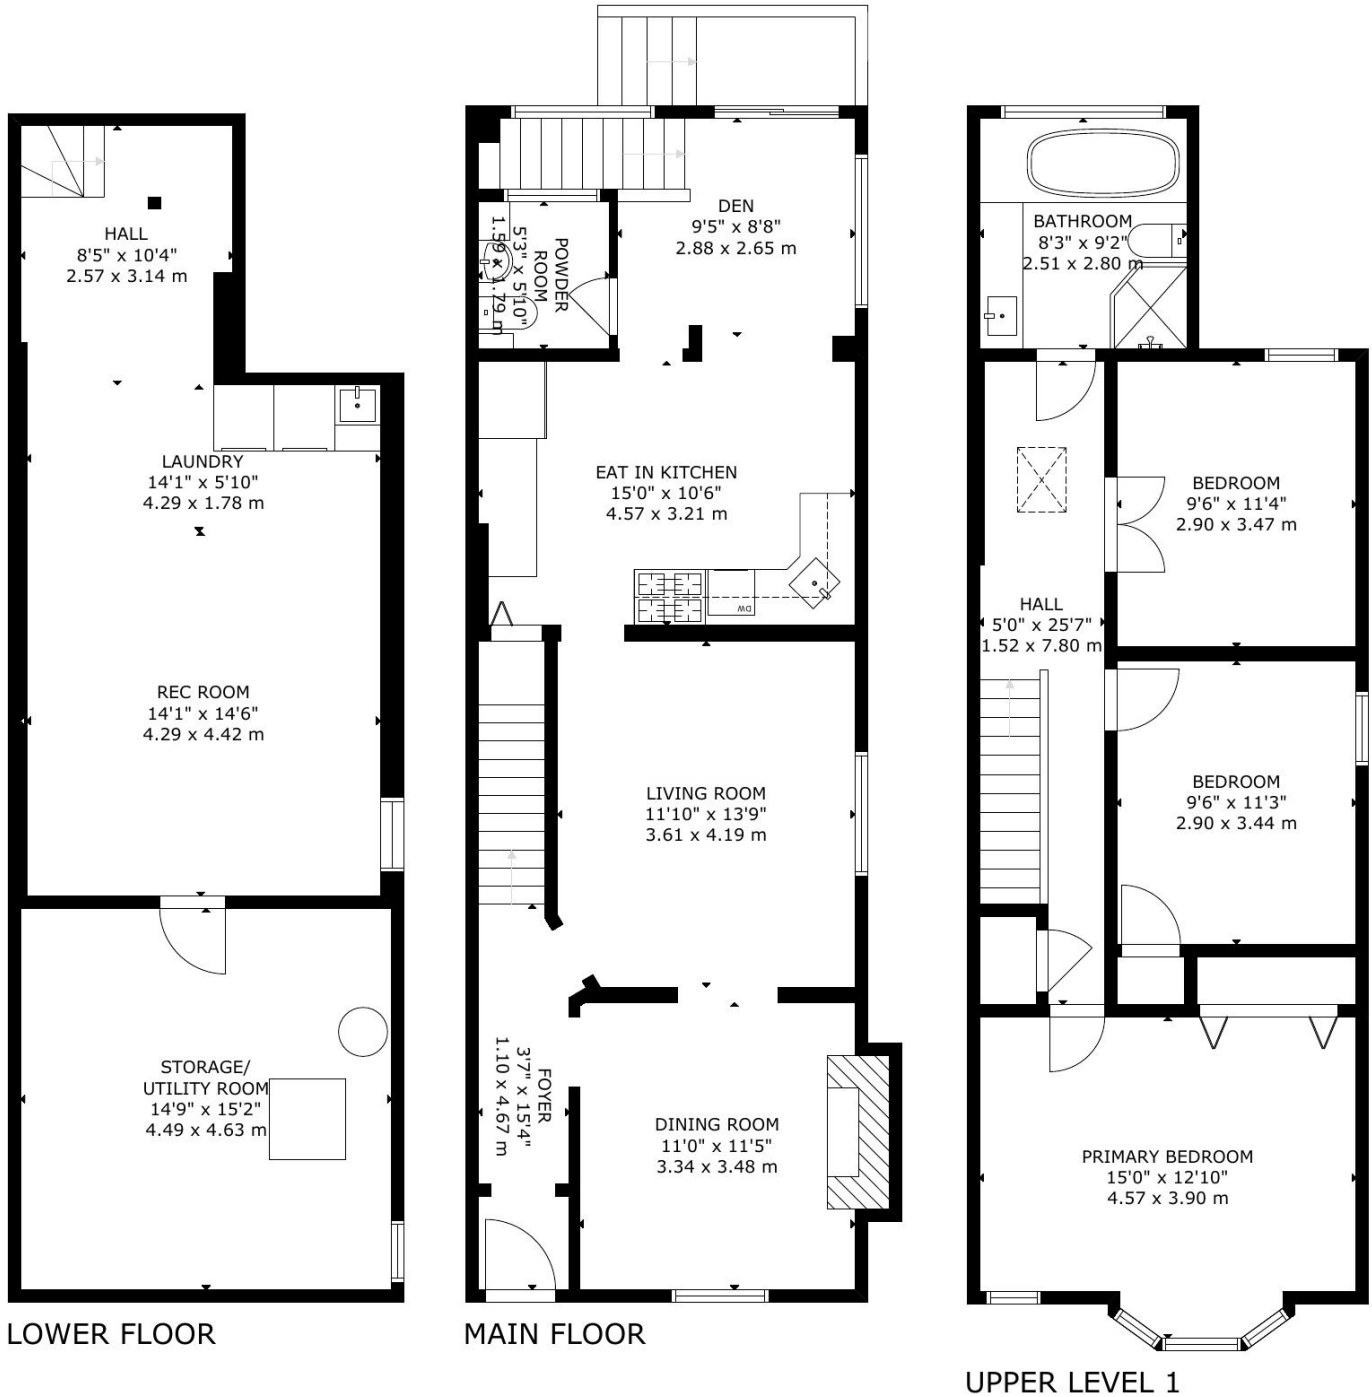 HALL
8'5" x 10'4"
2.57 x 3.14 m
LAUNDRY
14'1" x 5'10"
4.29 x 1.78 m
REC ROOM
14'1" x 14'6"
4.29 x 4.42 m
STORAGE/
UTILITY ROOM
14'9" x 15'2"
4.49 x 4.63 m
LOWER FLOOR
DEN
9'5" x 8'8"
2.88 x 2.65 m
POWDER
ROOM
5'3" x 5'10"
1.59 x 1.79 m
EAT IN KITCHEN
15'0" x 10'6"
4.57 x 3.21 m
DW
LIVING ROOM
11'10" x 13'9"
3.61 x 4.19 m
FOYER
3'7" x 15'4"
1.10 x 4.67 m
DINING ROOM
11'0" x 11'5"
3.34 x 3.48 m
MAIN FLOOR
BATHROOM
8'3" x 9'2"
2.51 x 2.80 m
BEDROOM
9'6" x 11'4"
2.90 x 3.47 m
HALL
5'0" x 25'7"
1.52 x 7.80 m
BEDROOM
9'6" x 11'3"
2.90 x 3.44 m
PRIMARY BEDROOM
15'0" x 12'10"
4.57 x 3.90 m
UPPER LEVEL 1